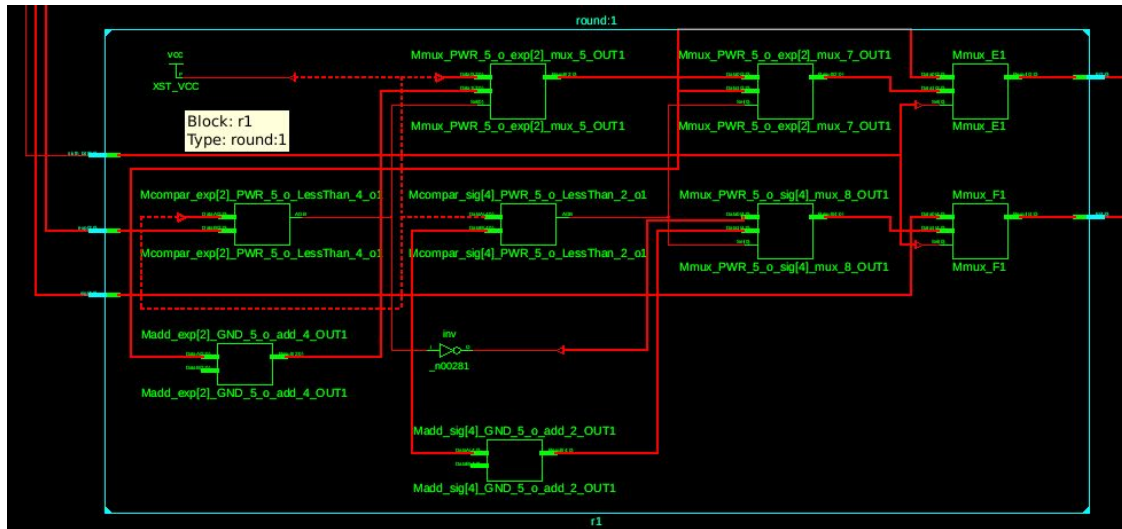 round:1
VCC
P
XST_VCC
Mmux_PWR_5_o_exp[2]_mux_5_OUT1
Mmux_PWR_5_o_exp[2]_mux_5_OUT1
Mmux_PWR_5_o_exp[2]_mux_7_OUT1
Mmux_PWR_5_o_exp[2]_mux_7_OUT1
Mmux_E1
Mmux_E1
Block: r1
Type: round:1
Mcompar_exp[2]_PWR_5_o_LessThan_4_o1
Mcompar_exp[2]_PWR_5_o_LessThan_4_o1
Mcompar_sig[4]_PWR_5_o_LessThan_2_o1
Mcompar_sig[4]_PWR_5_o_LessThan_2_o1
Mmux_PWR_5_o_sig[4]_mux_8_OUT1
Mmux_PWR_5_o_sig[4]_mux_8_OUT1
Mmux_F1
Mmux_F1
Madd_exp[2]_GND_5_o_add_4_OUT1
Madd_exp[2]_GND_5_o_add_4_OUT1
inv
_n00281
Madd_sig[4]_GND_5_o_add_2_OUT1
Madd_sig[4]_GND_5_o_add_2_OUT1
r1